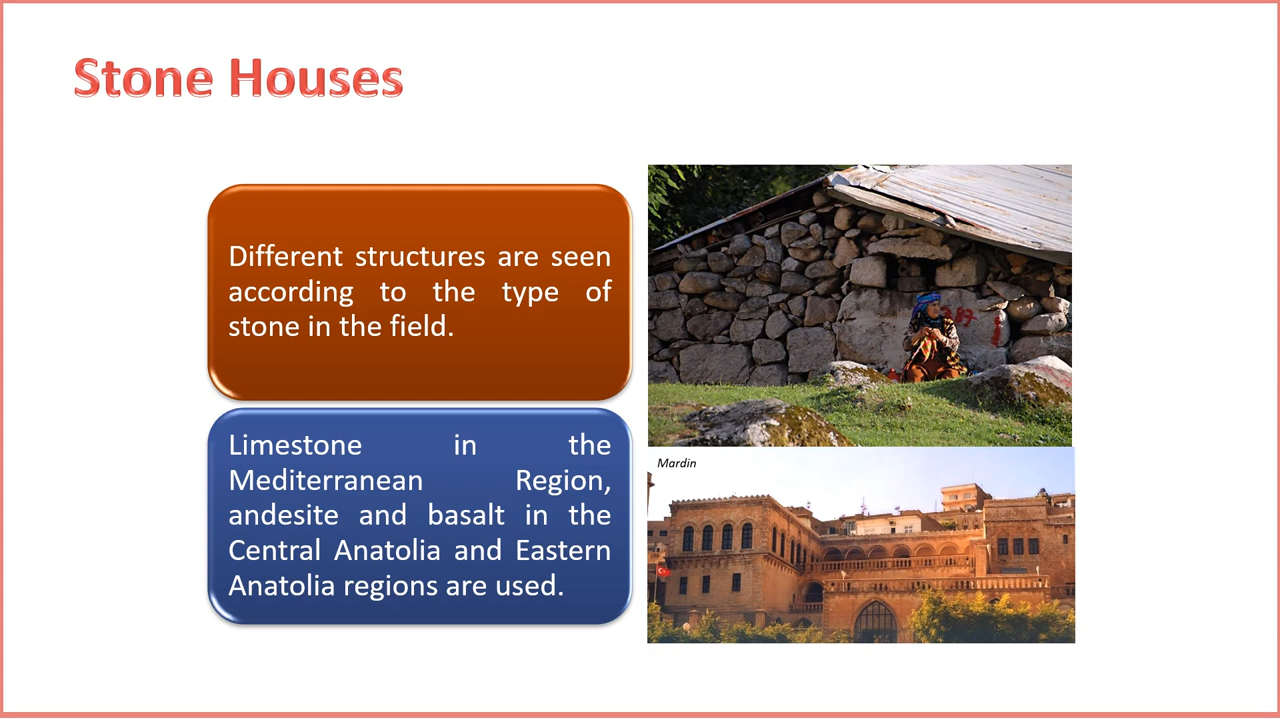 Stone Houses
Different structures are seen
according to the type of
stone in the field.
Limestone in the
Mediterranean Region,
andesite and basalt in the
Central Anatolia and Eastern
Anatolia regions are used.
Mardin